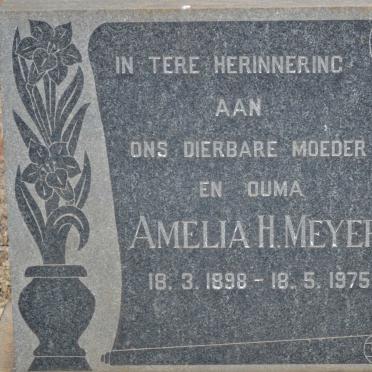 IN TERE HERINNERING
AAN
ONS DIERBARE MOEDER
EN OUMA
AMELIA H. MEYER
18. 3. 1898 - 18. 5. 1975